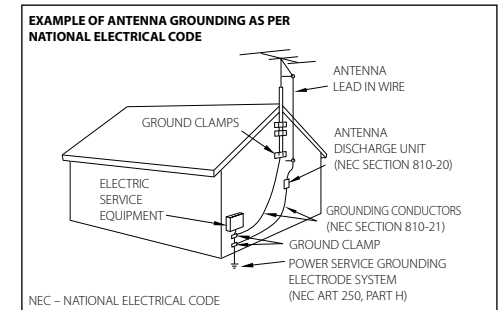 EXAMPLE OF ANTENNA GROUNDING AS PER
NATIONAL ELECTRICAL CODE
ANTENNA
LEAD IN WIRE
GROUND CLAMPS
ANTENNA
DISCHARGE UNIT
(NEC SECTION 810-20)
ELECTRIC
SERVICE
EQUIPMENT
GROUNDING CONDUCTORS
(NEC SECTION 810-21)
GROUND CLAMP
POWER SERVICE GROUNDING
ELECTRODE SYSTEM
(NEC ART 250, PART H)
NEC – NATIONAL ELECTRICAL CODE